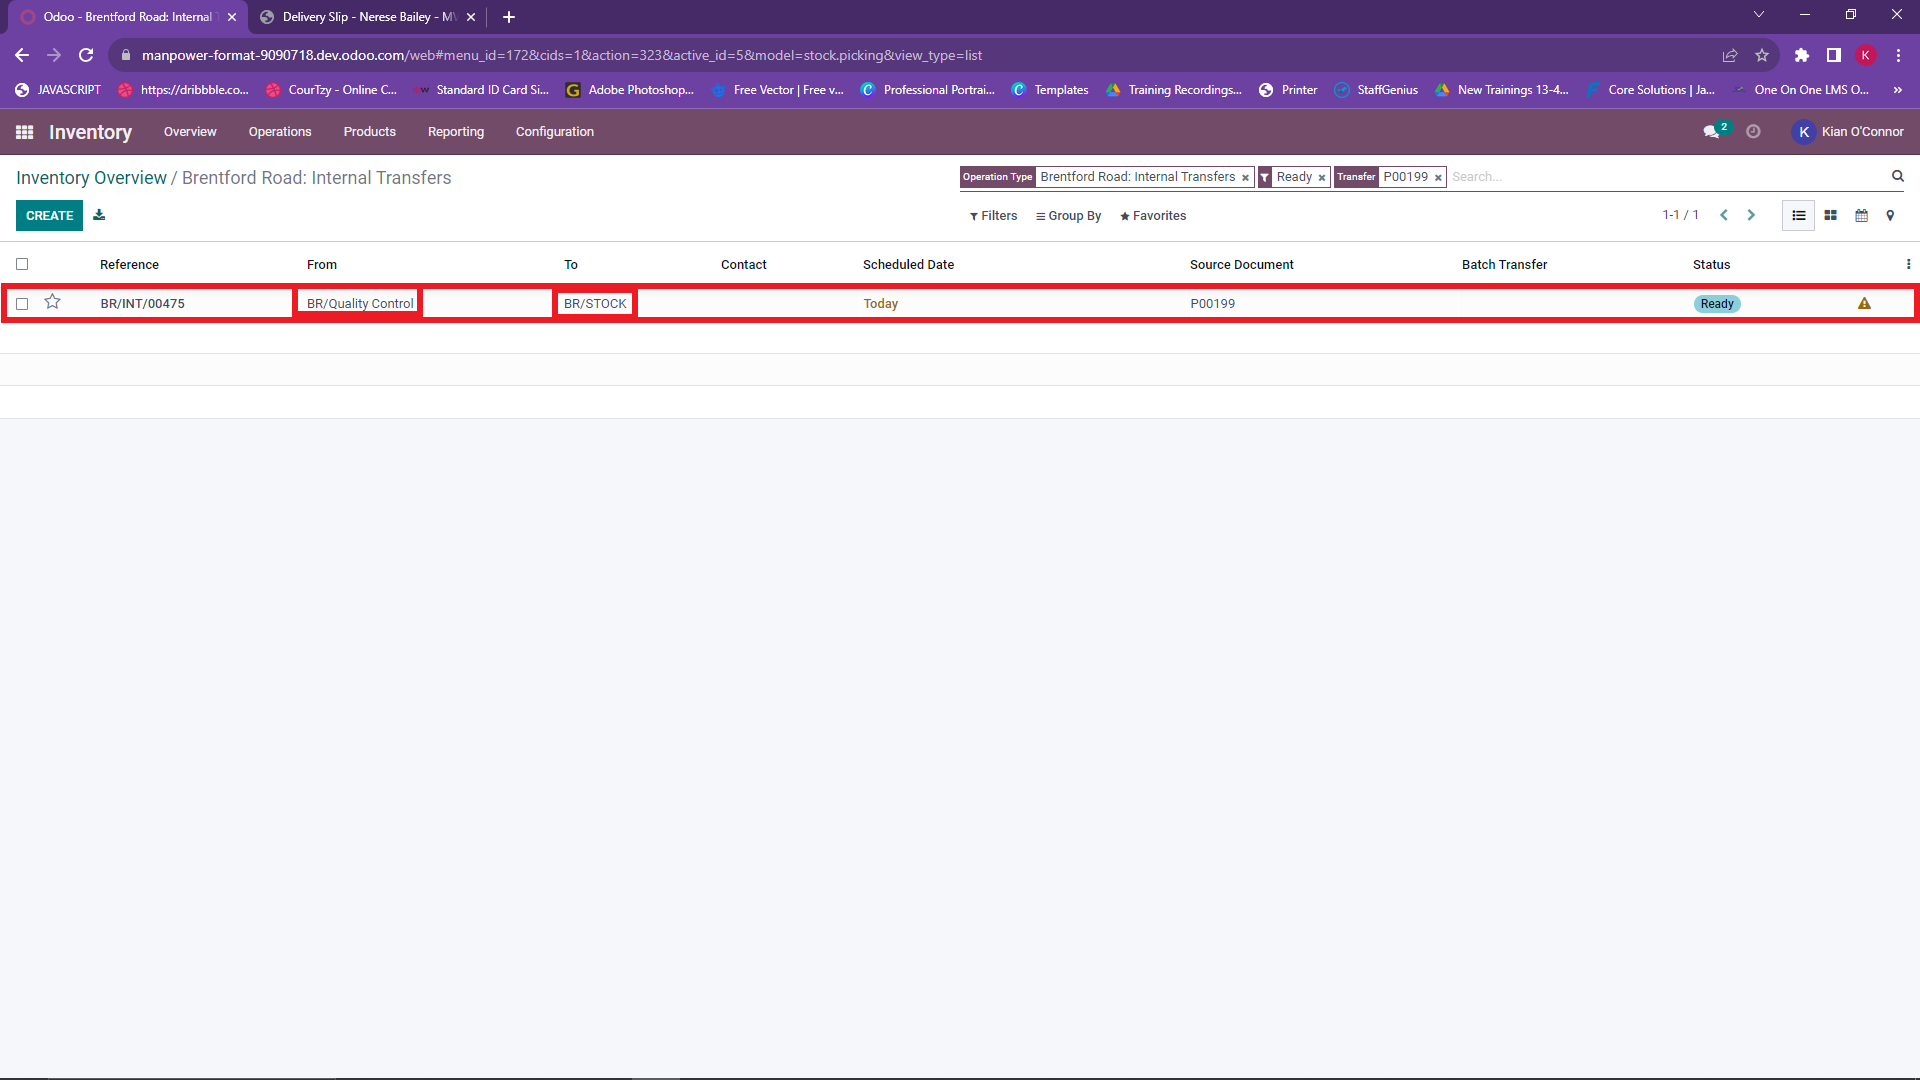 Odoo - Brentford Road: Internal
Delivery Slip - Nerese Bailey - M
manpower-format-9090718.dev.odoo.com/web#menu_id=172&cids=1&action=323&active_id=5&model=stock.picking&view_type=list
K
JAVASCRIPT
https://dribbble.co...
CourTzy - Online C...
Standard ID Card Si...
Adobe Photoshop...
Free Vector | Free v...
Professional Portrai...
Templates
Training Recordings...
Printer
StaffGenius
New Trainings 13-4...
Core Solutions | Ja...
One On One LMS O...
»
Inventory
Overview
Operations
Products
Reporting
Configuration
2
K
Kian O'Connor
Inventory Overview / Brentford Road: Internal Transfers
Operation Type Brentford Road: Internal Transfers ×
Ready ×
Transfer P00199 ×
Search...
CREATE
Filters
Group By
Favorites
1-1 / 1
Reference From To Contact Scheduled Date Source Document Batch Transfer Status
BR/INT/00475 BR/Quality Control BR/STOCK Today P00199 Ready